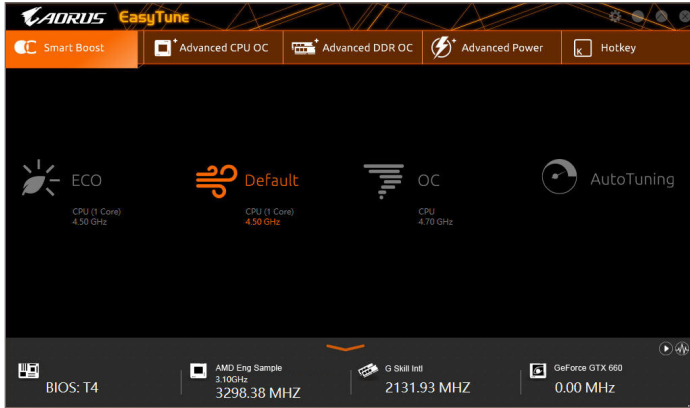 AORUS EasyTune
Smart Boost
Advanced CPU OC
Advanced DDR OC
Advanced Power
K
Hotkey
ECO
CPU (1 Core)
4.50 GHz
Default
CPU (1 Core)
4.50 GHz
OC
CPU
4.70 GHz
AutoTuning
BIOS: T4
AMD Eng Sample
3.10GHz
3298.38 MHZ
G Skill Intl
2131.93 MHZ
GeForce GTX 660
0.00 MHz